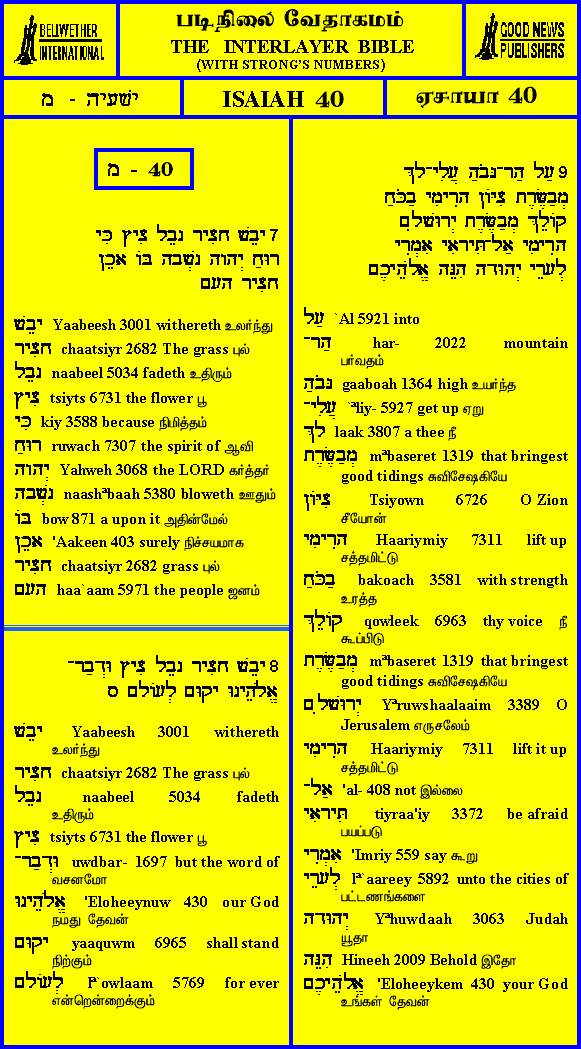 BELIWETHER
INTERNATIONAL
படிநிலை வேதாகமம்
THE INTERLAYER BIBLE
(WITH STRONG'S NUMBERS)
GOOD NEWS
PUBLISHERS
ישעיה - מ
ISAIAH 40
ஏசாயா 40
מ - 40
7 יָבֵשׁ חָצִיר נָבֵל צִיץ כִּי
רוּחַ יְהוָה נָשְׁבָה בּוֹ אָכֵן
חָצִיר הָעָם
יָבֵשׁ Yaabeesh 3001 withereth உலர்ந்து
חָצִיר chaatsiyr 2682 The grass புல்
נָבֵל naabeel 5034 fadeth உதிரும்
צִיץ tsiyts 6731 the flower பூ
כִּי kiy 3588 because நிமித்தம்
רוּחַ ruwach 7307 the spirit of ஆவி
יְהוָה Yahweh 3068 the LORD கர்த்தர்
נָשְׁבָה naashªbaah 5380 bloweth ஊதும்
בּוֹ bow 871 a upon it அதின்மேல்
אָכֵן 'Aakeen 403 surely நிச்சயமாக
חָצִיר chaatsiyr 2682 grass புல்
הָעָם haa`aam 5971 the people ஜனம்
8 יָבֵשׁ חָצִיר נָבֵל צִיץ וּדְבַר־
אֱלֹהֵינוּ יָקוּם לְעוֹלָם ס
יָבֵשׁ Yaabeesh 3001 withereth
உலர்ந்து
חָצִיר chaatsiyr 2682 The grass புல்
נָבֵל naabeel 5034 fadeth
உதிரும்
צִיץ tsiyts 6731 the flower பூ
וּדְבַר־ uwdbar- 1697 but the word of
வசனமோ
אֱלֹהֵינוּ 'Eloheeynuw 430 our God
நமது தேவன்
יָקוּם yaaquwm 6965 shall stand
நிற்கும்
לְעוֹלָם lª`owlaam 5769 for ever
என்றென்றைக்கும்
9 עַל הַר־גָּבֹהַ עֲלִי־לָךְ
מְבַשֶּׂרֶת צִיּוֹן הָרִימִי בַכֹּחַ
קוֹלֵךְ מְבַשֶּׂרֶת יְרוּשָׁלִָם
הָרִימִי אַל־תִּירָאִי אִמְרִי
לְעָרֵי יְהוּדָה הִנֵּה אֱלֹהֵיכֶם
עַל `Al 5921 into
הַר־ har- 2022 mountain
பர்வதம்
גָּבֹהַ gaaboah 1364 high உயர்ந்த
עֲלִי־ `ªliy- 5927 get up ஏறு
לָךְ laak 3807 a thee நீ
מְבַשֶּׂרֶת mªbaseret 1319 that bringest
good tidings சுவிசேஷகியே
צִיּוֹן Tsiyown 6726 O Zion
சீயோன்
הָרִימִי Haariymiy 7311 lift up
சத்தமிட்டு
בַכֹּחַ bakoach 3581 with strength
உரத்த
קוֹלֵךְ qowleek 6963 thy voice நீ
கூப்பிடு
מְבַשֶּׂרֶת mªbaseret 1319 that bringest
good tidings சுவிசேஷகியே
יְרוּשָׁלִָם Yªruwshaalaaim 3389 O
Jerusalem எருசலேம்
הָרִימִי Haariymiy 7311 lift it up
சத்தமிட்டு
אַל־ 'al- 408 not இல்லை
תִּירָאִי tiyraa'iy 3372 be afraid
பயப்படு
אִמְרִי 'Imriy 559 say கூறு
לְעָרֵי lª`aareey 5892 unto the cities of
பட்டணங்களை
יְהוּדָה Yªhuwdaah 3063 Judah
யூதா
הִנֵּה Hineeh 2009 Behold இதோ
אֱלֹהֵיכֶם 'Eloheeykem 430 your God
உங்கள் தேவன்